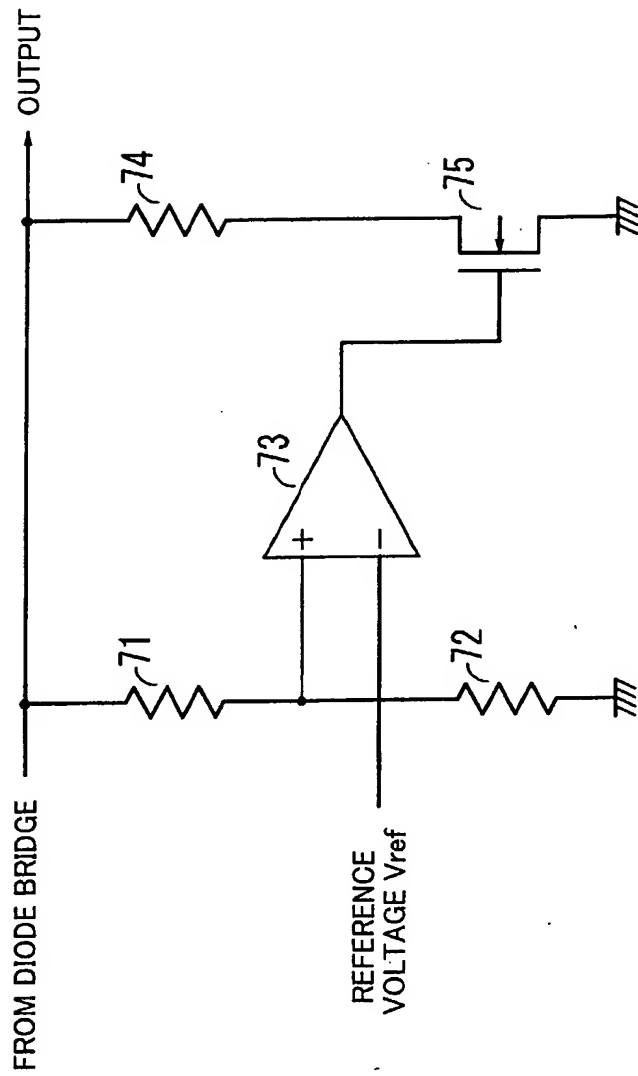 FROM DIODE BRIDGE
OUTPUT
71
74
73
+
-
75
72
REFERENCE
VOLTAGE Vref